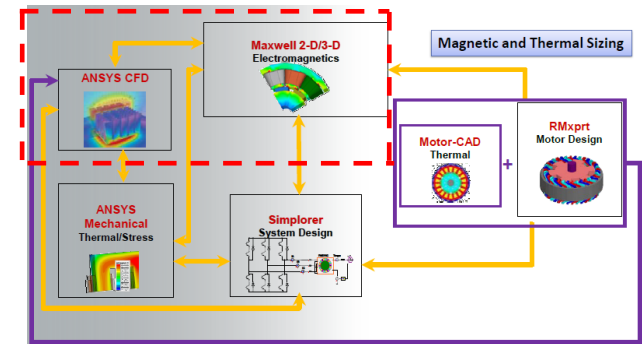 Maxwell 2-D/3-D
Electromagnetics
Magnetic and Thermal Sizing
ANSYS CFD
Motor-CAD
Thermal
+
RMxprt
Motor Design
ANSYS
Mechanical
Thermal/Stress
Simplorer
System Design